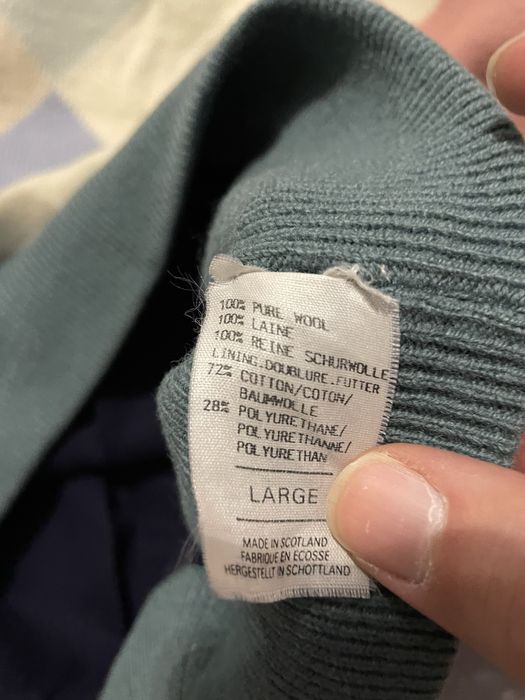 100% PURE WOOL
100% LAINE
100% REINE SCHURWOLLE
LINING.DOUBLURE.FUTTER
72% COTTON/COTON/
BAUMWOLLE
28% POLYURETHANE/
POLYURETHANNE/
POLYURETHAN
LARGE
MADE IN SCOTLAND
FABRIQUE EN ECOSSE
HERGESTELLT IN SCHOTTLAND